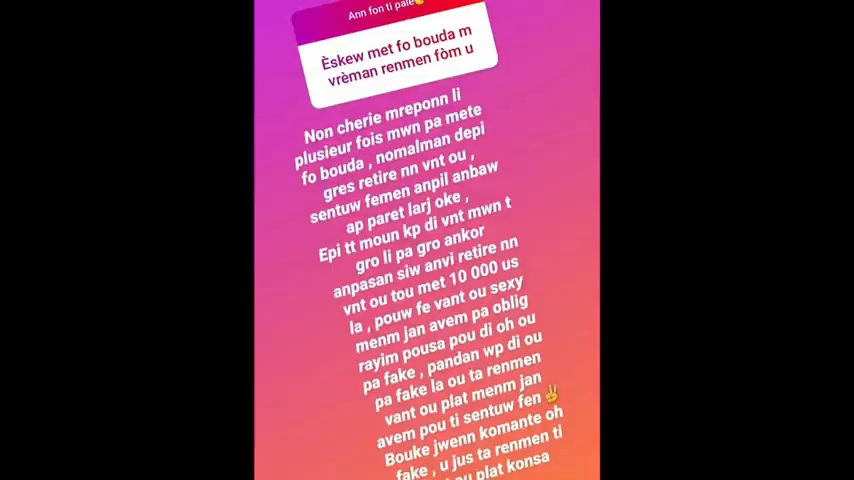 Ann fon ti pale
Èskew met fo bouda m
vrèman renmen fòm u
Non cherie mreponn li
plusieur fois mwn pa mete
fo bouda , nomalman depi
gres retire nn vnt ou ,
sentuw femen anpil anbaw
ap paret larj oke ,
Epi tt moun kp di vnt mwn t
gro li pa gro ankor
anpasan siw anvi retire nn
vnt ou tou met 10 000 us
la , pouw fe vant ou sexy
menm jan avem pa oblig
rayim pousa pou di oh ou
pa fake , pandan wp di ou
pa fake la ou ta renmen
vant ou plat menm jan
avem pou ti sentuw fen ✌
Bouke jwenn komante oh
fake , u jus ta renmen ti
ou plat konsa